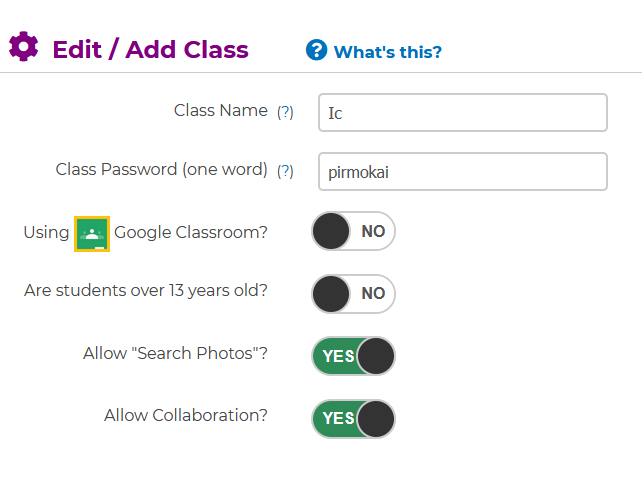 Edit / Add Class
What's this?
Class Name (?)
Ic
Class Password (one word) (?)
pirmokai
Using Google Classroom?
NO
Are students over 13 years old?
NO
Allow "Search Photos"?
YES
Allow Collaboration?
YES